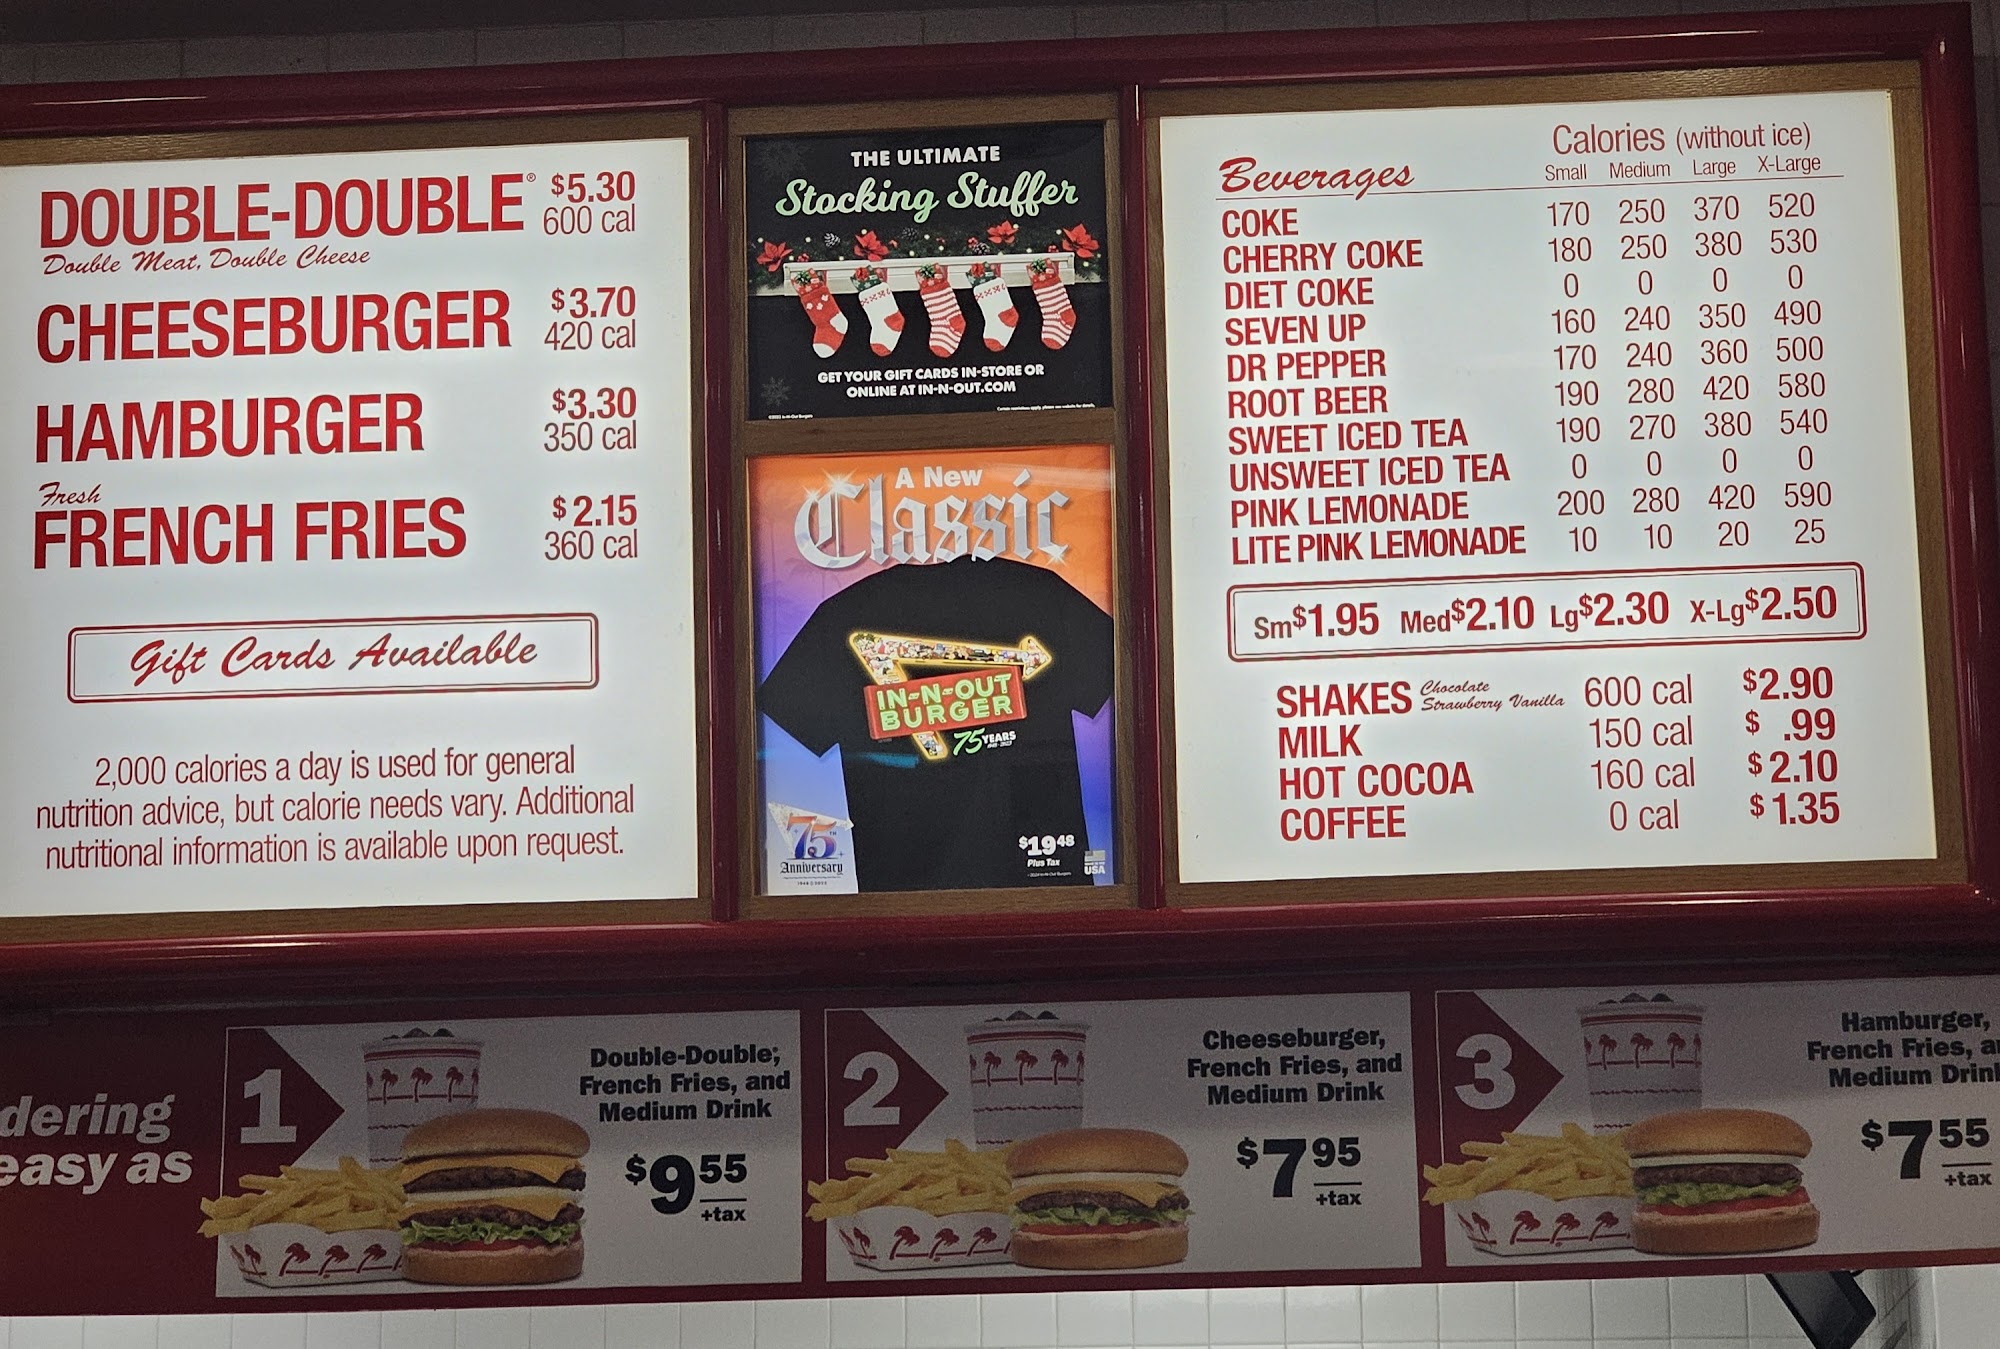 DOUBLE-DOUBLE® $5.30
600 cal
Double Meat, Double Cheese
CHEESEBURGER $3.70
420 cal
HAMBURGER $3.30
350 cal
Fresh
FRENCH FRIES $2.15
360 cal
Gift Cards Available
2,000 calories a day is used for general
nutrition advice, but calorie needs vary. Additional
nutritional information is available upon request.
THE ULTIMATE
Stocking Stuffer
GET YOUR GIFT CARDS IN-STORE OR
ONLINE AT IN-N-OUT.COM
A New
Classic
IN-N-OUT
BURGER
75 YEARS
75TH
Anniversary
$19.48
Plus Tax
USA
Calories (without ice)
Beverages Small Medium Large X-Large
COKE 170 250 370 520
CHERRY COKE 180 250 380 530
DIET COKE 0 0 0 0
SEVEN UP 160 240 350 490
DR PEPPER 170 240 360 500
ROOT BEER 190 280 420 580
SWEET ICED TEA 190 270 380 540
UNSWEET ICED TEA 0 0 0 0
PINK LEMONADE 200 280 420 590
LITE PINK LEMONADE 10 10 20 25
Sm$1.95 Med$2.10 Lg$2.30 X-Lg$2.50
SHAKES Chocolate Strawberry Vanilla 600 cal $2.90
MILK 150 cal $ .99
HOT COCOA 160 cal $2.10
COFFEE 0 cal $1.35
dering
easy as
1
Double-Double®,
French Fries, and
Medium Drink
$9.55
+tax
2
Cheeseburger,
French Fries, and
Medium Drink
$7.95
+tax
3
Hamburger,
French Fries, a
Medium Drin
$7.55
+tax